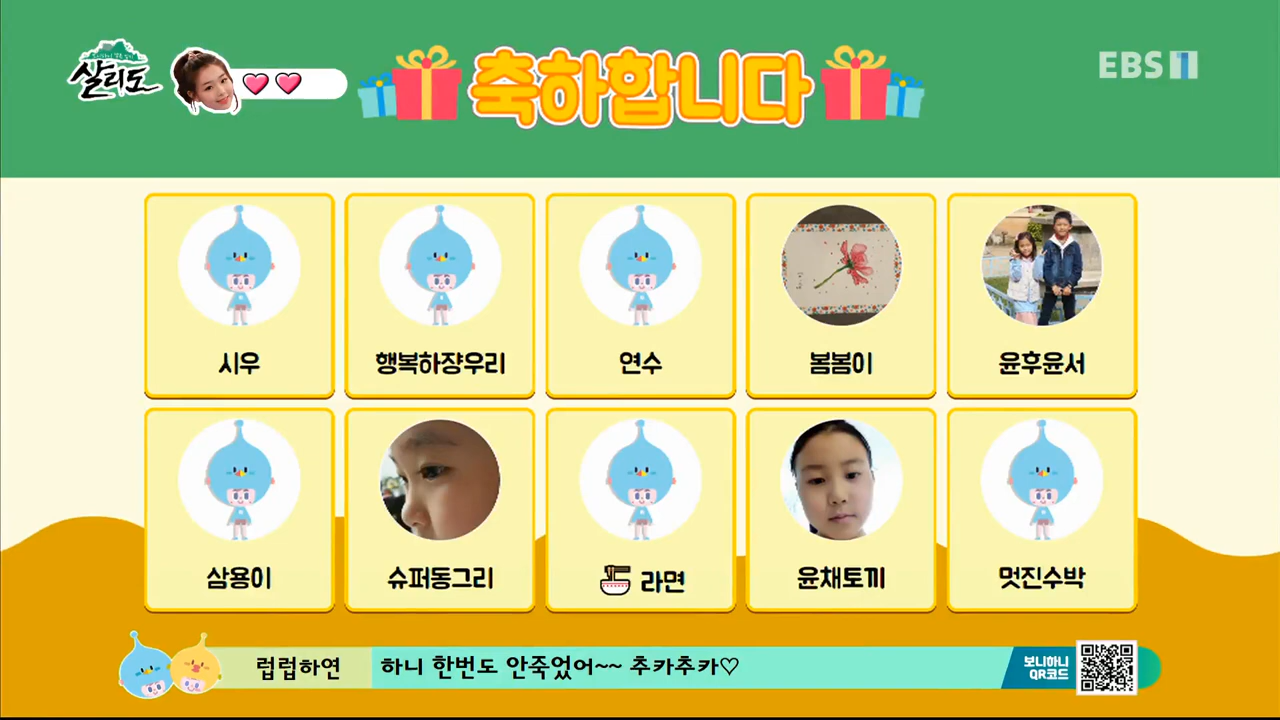 살리도
축하합니다
EBS 1
시우
행복하쟝우리
연수
봄봄이
윤후윤서
삼용이
슈퍼동그리
라면
윤채토끼
멋진수박
럽럽하연
하니 한번도 안죽었어~~ 추카추카♡
보니하니
QR코드